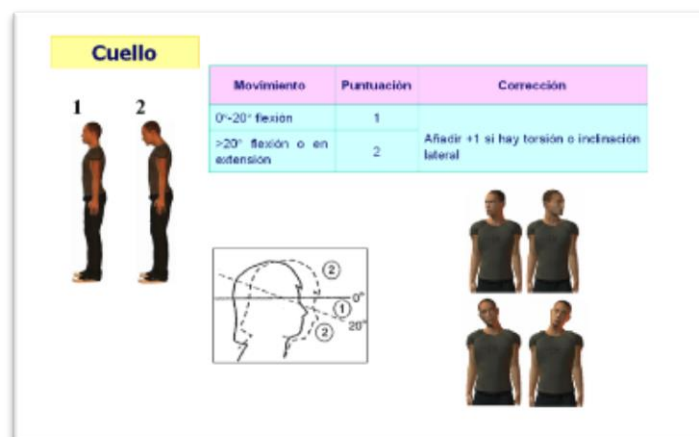 Cuello
1 2
Movimiento Puntuación Corrección
0º-20º flexión 1
>20º flexión o en extensión 2
Añadir +1 si hay torsión o inclinación
lateral
2
0º
1
20º
2